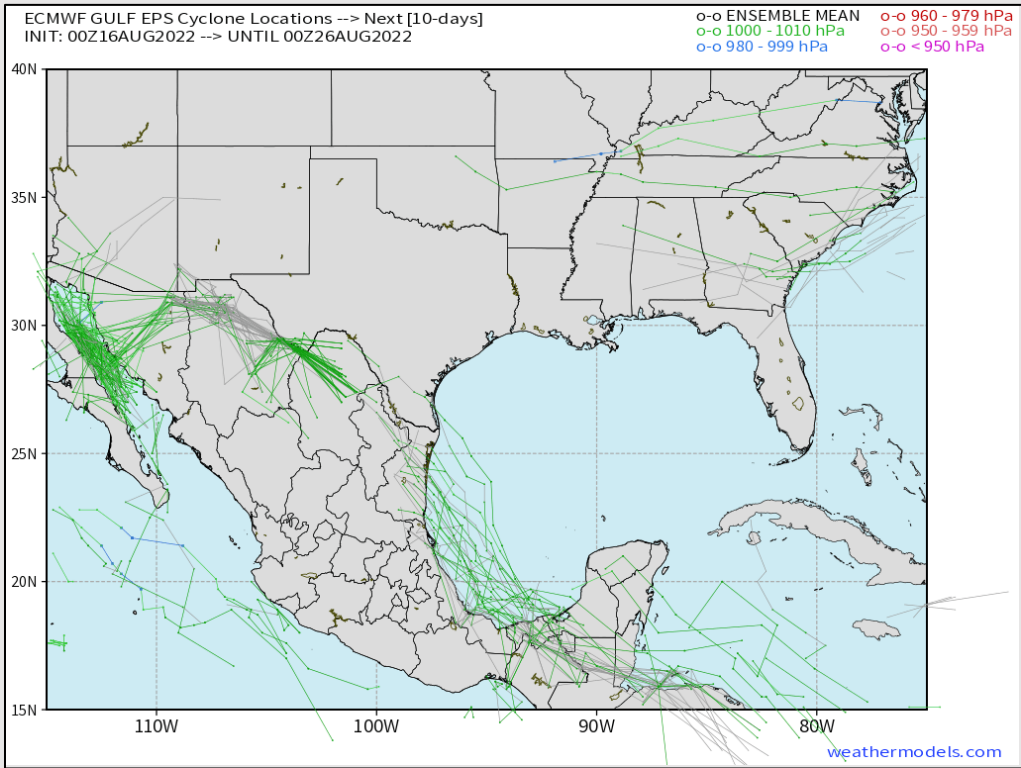 ECMWF GULF EPS Cyclone Locations --> Next [10-days]
INIT: 00Z16AUG2022 --> UNTIL 00Z26AUG2022
o-o ENSEMBLE MEAN
o-o 1000 - 1010 hPa
o-o 980 - 999 hPa
o-o 960 - 979 hPa
o-o 950 - 959 hPa
o-o < 950 hPa
40N
35N
30N
25N
20N
15N
110W
100W
90W
80W
weathermodels.com